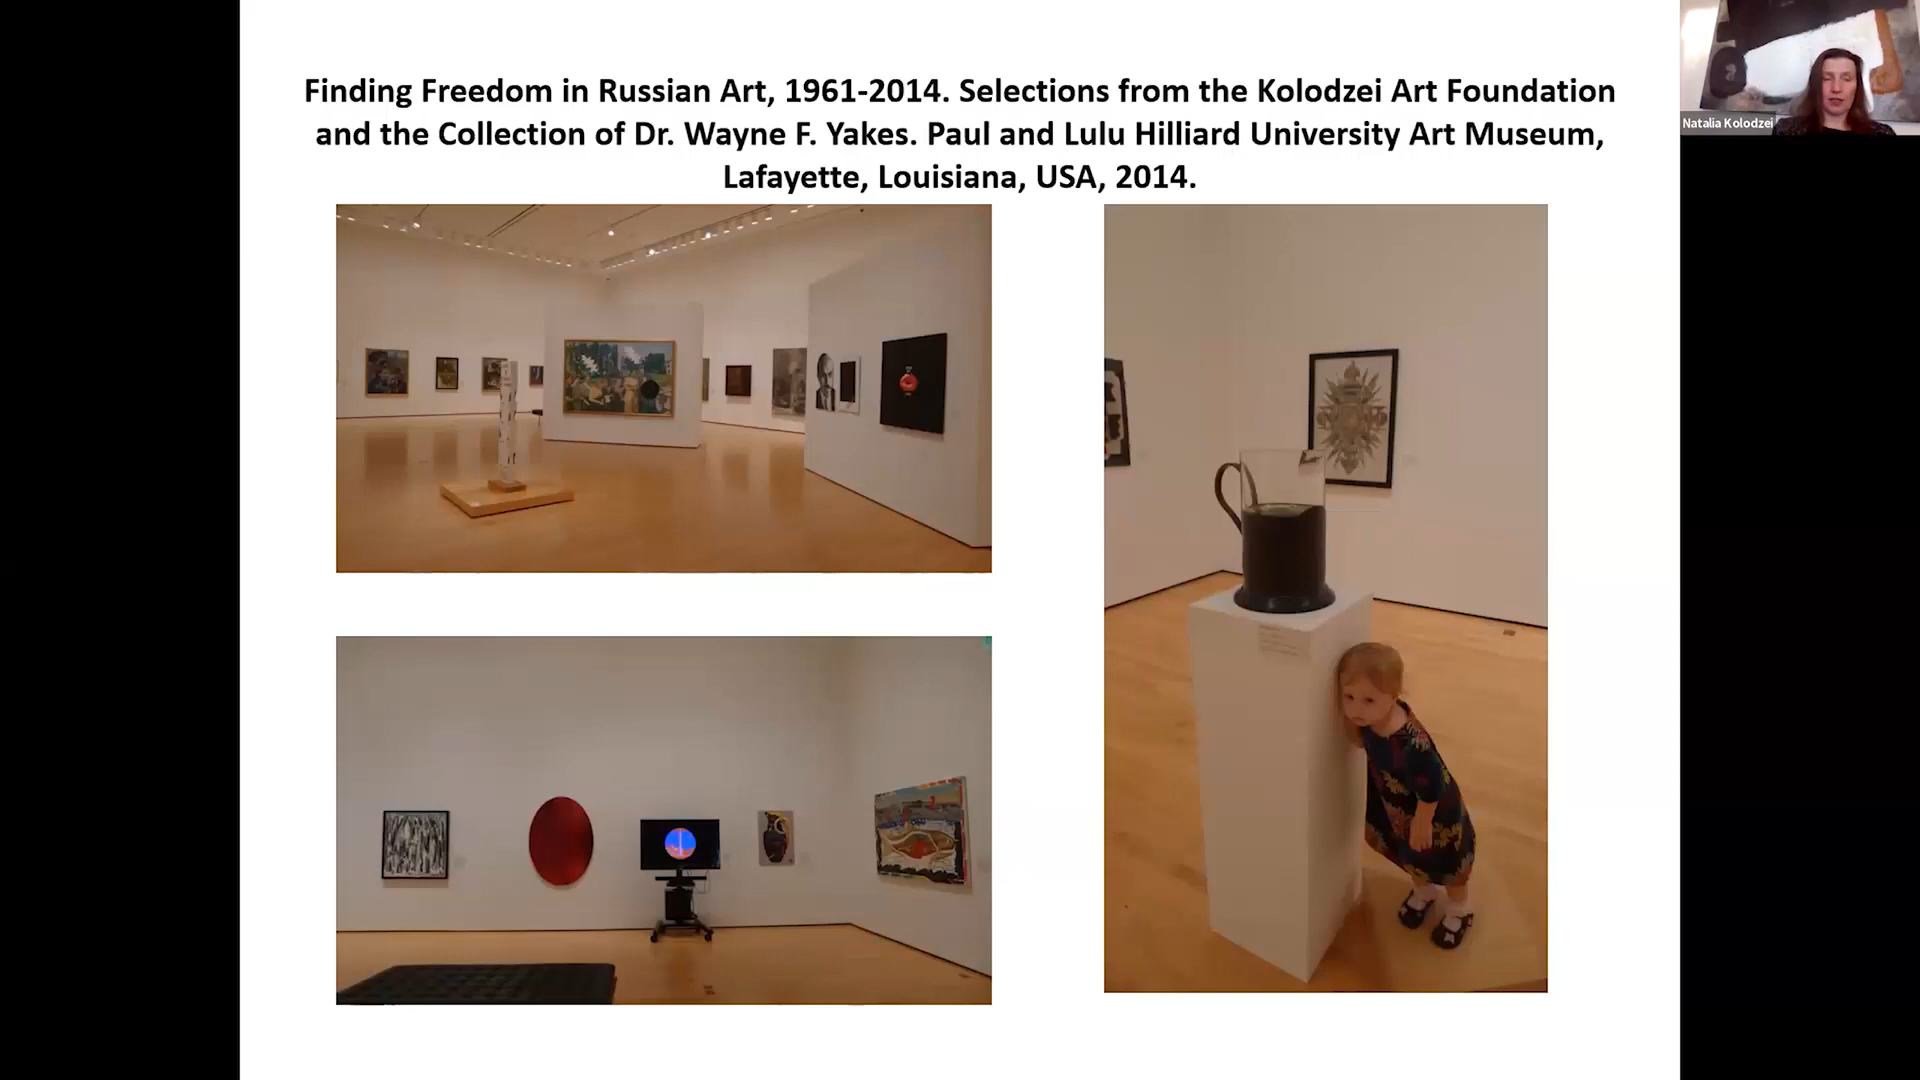 Finding Freedom in Russian Art, 1961-2014. Selections from the Kolodzei Art Foundation
and the Collection of Dr. Wayne F. Yakes. Paul and Lulu Hilliard University Art Museum,
Lafayette, Louisiana, USA, 2014.
Natalia Kolodzei